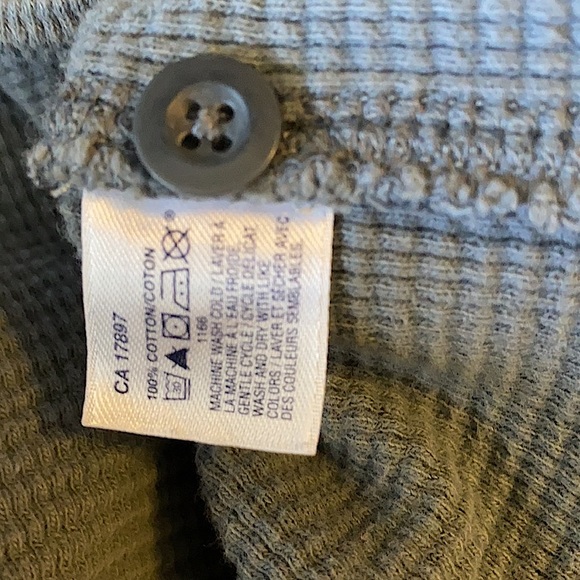 CA 17897
100% COTTON/COTON
30
1166
MACHINE WASH COLD / LAVER À
LA MACHINE À L'EAU FROIDE.
GENTLE CYCLE / CYCLE DÉLICAT.
WASH AND DRY WITH LIKE
COLORS. LAVER ET SÉCHER AVEC
DES COULEURS SEMBLABLES.